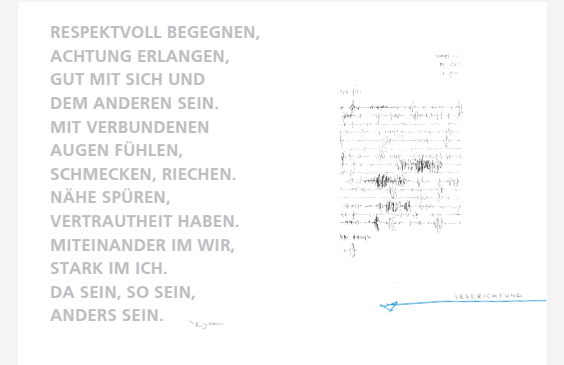 RESPEKTVOLL BEGEGNEN,
ACHTUNG ERLANGEN,
GUT MIT SICH UND
DEM ANDEREN SEIN.
MIT VERBUNDENEN
AUGEN FÜHLEN,
SCHMECKEN, RIECHEN.
NÄHE SPÜREN,
VERTRAUTHEIT HABEN.
MITEINANDER IM WIR,
STARK IM ICH.
DA SEIN, SO SEIN,
ANDERS SEIN.
LESERICHTUNG